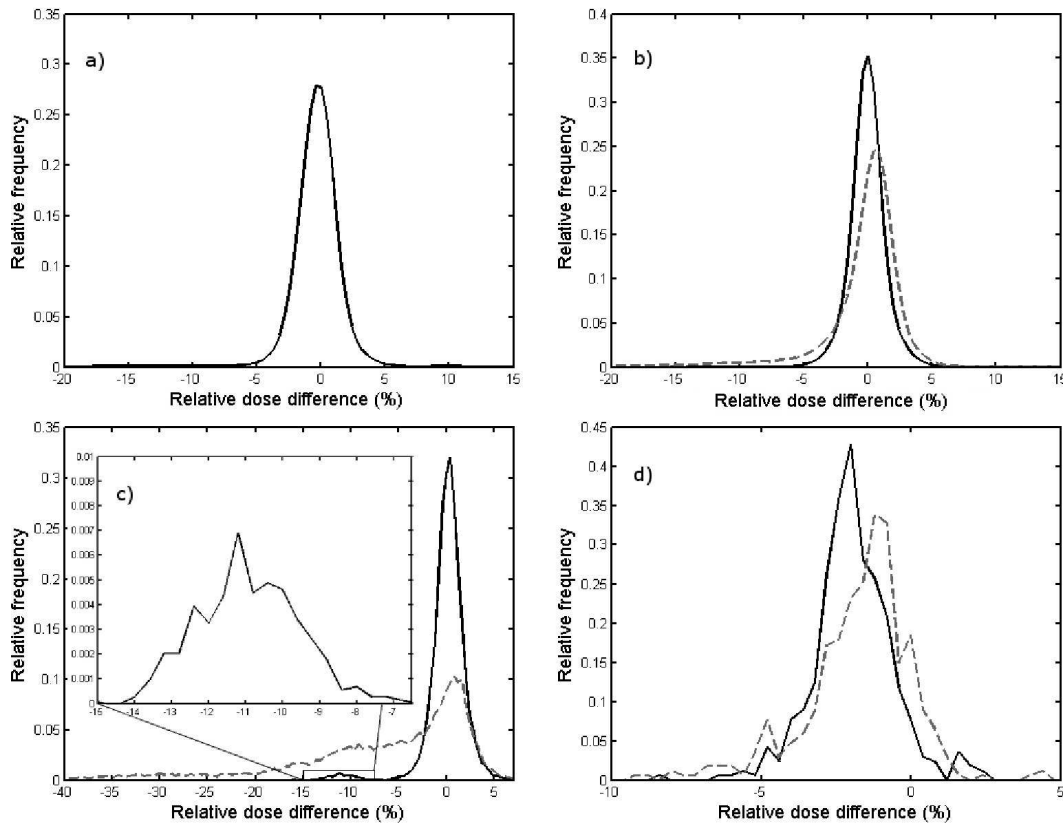 a)
0.35
0.3
0.25
0.2
0.15
0.1
0.05
0
Relative frequency
-20 -15 -10 -5 0 5 10 15
Relative dose difference (%)
b)
0.4
0.35
0.3
0.25
0.2
0.15
0.1
0.05
0
Relative frequency
-20 -15 -10 -5 0 5 10 15
Relative dose difference (%)
c)
0.35
0.3
0.25
0.2
0.15
0.1
0.05
0
Relative frequency
0.01
0.009
0.008
0.007
0.006
0.005
0.004
0.003
0.002
0.001
0
-15 -14 -13 -12 -11 -10 -9 -8 -7
-40 -35 -30 -25 -20 -15 -10 -5 0 5
Relative dose difference (%)
d)
0.45
0.4
0.35
0.3
0.25
0.2
0.15
0.1
0.05
0
Relative frequency
-10 -5 0 5
Relative dose difference (%)